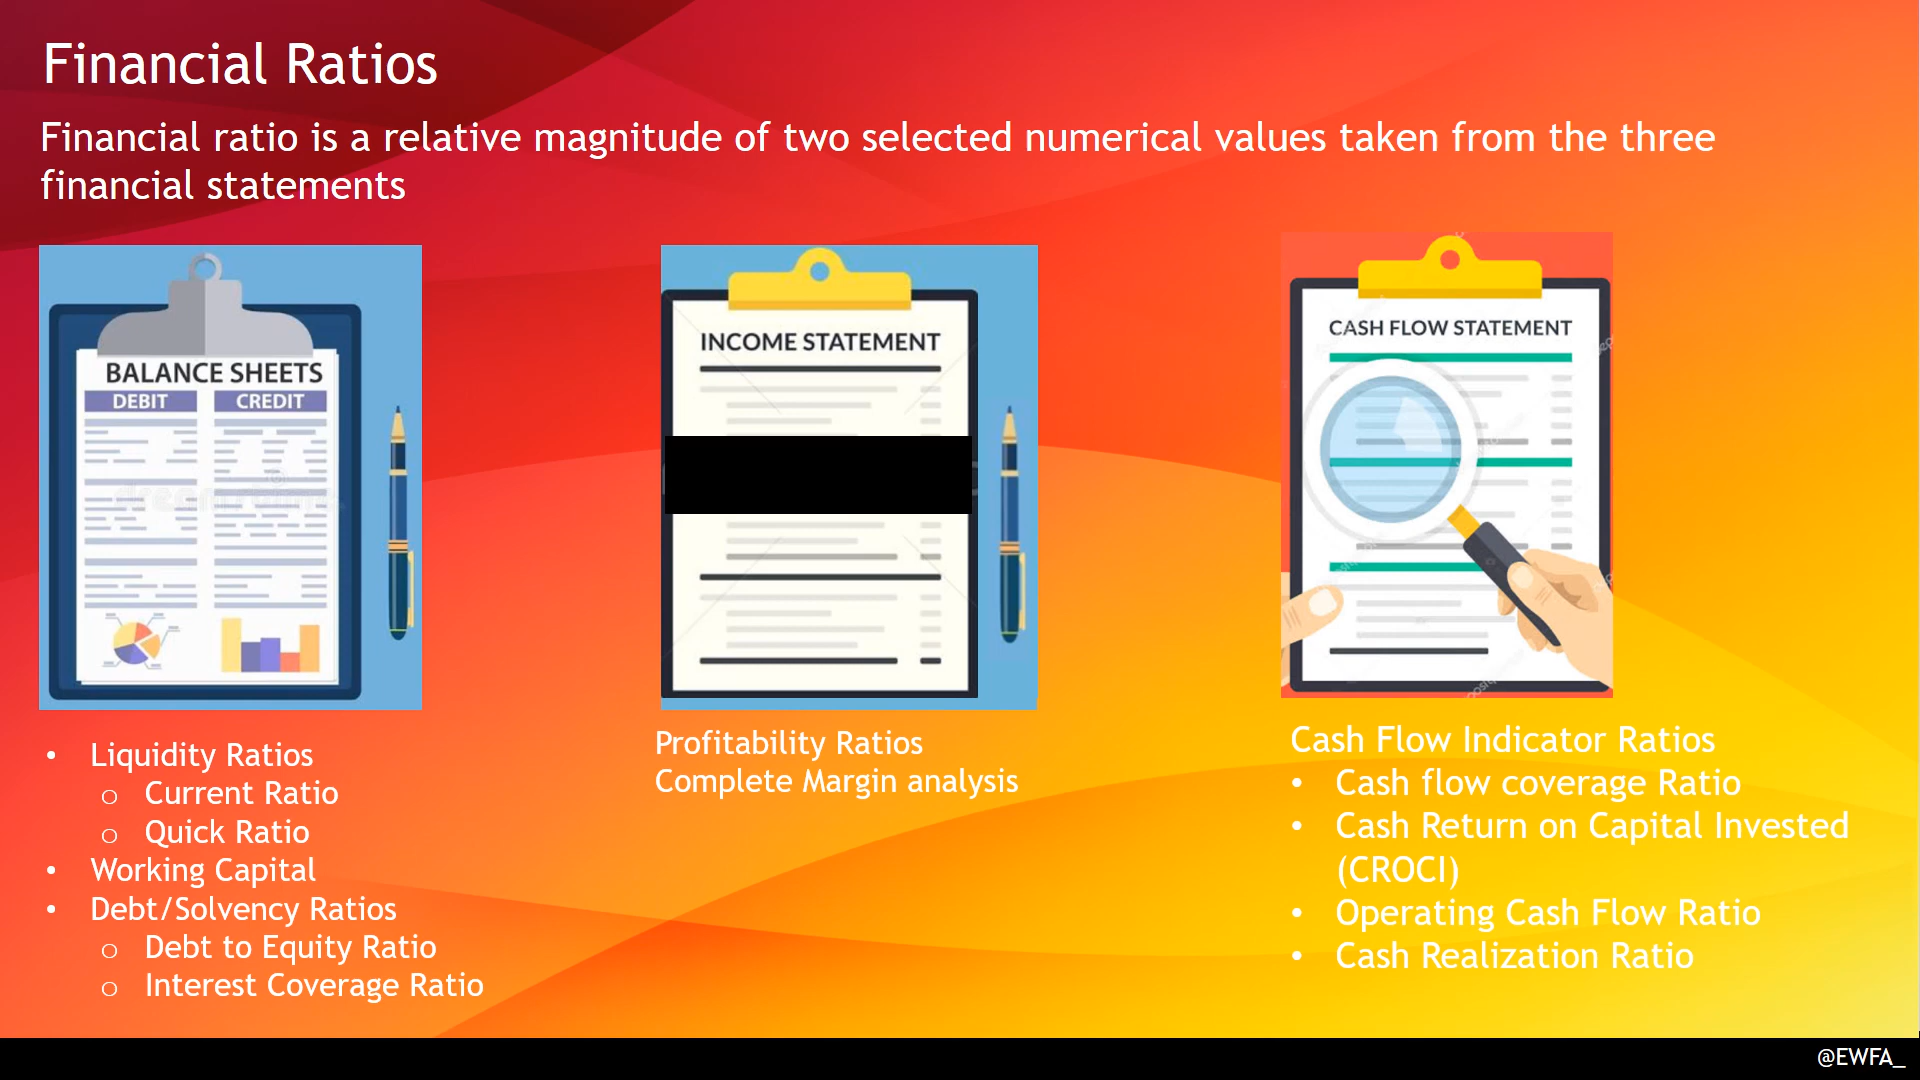 Financial Ratios
Financial ratio is a relative magnitude of two selected numerical values taken from the three
financial statements
BALANCE SHEETS
DEBIT CREDIT
INCOME STATEMENT
CASH FLOW STATEMENT
• Liquidity Ratios
o Current Ratio
o Quick Ratio
• Working Capital
• Debt/Solvency Ratios
o Debt to Equity Ratio
o Interest Coverage Ratio
Profitability Ratios
Complete Margin analysis
Cash Flow Indicator Ratios
• Cash flow coverage Ratio
• Cash Return on Capital Invested
(CROCI)
• Operating Cash Flow Ratio
• Cash Realization Ratio
@EWFA_